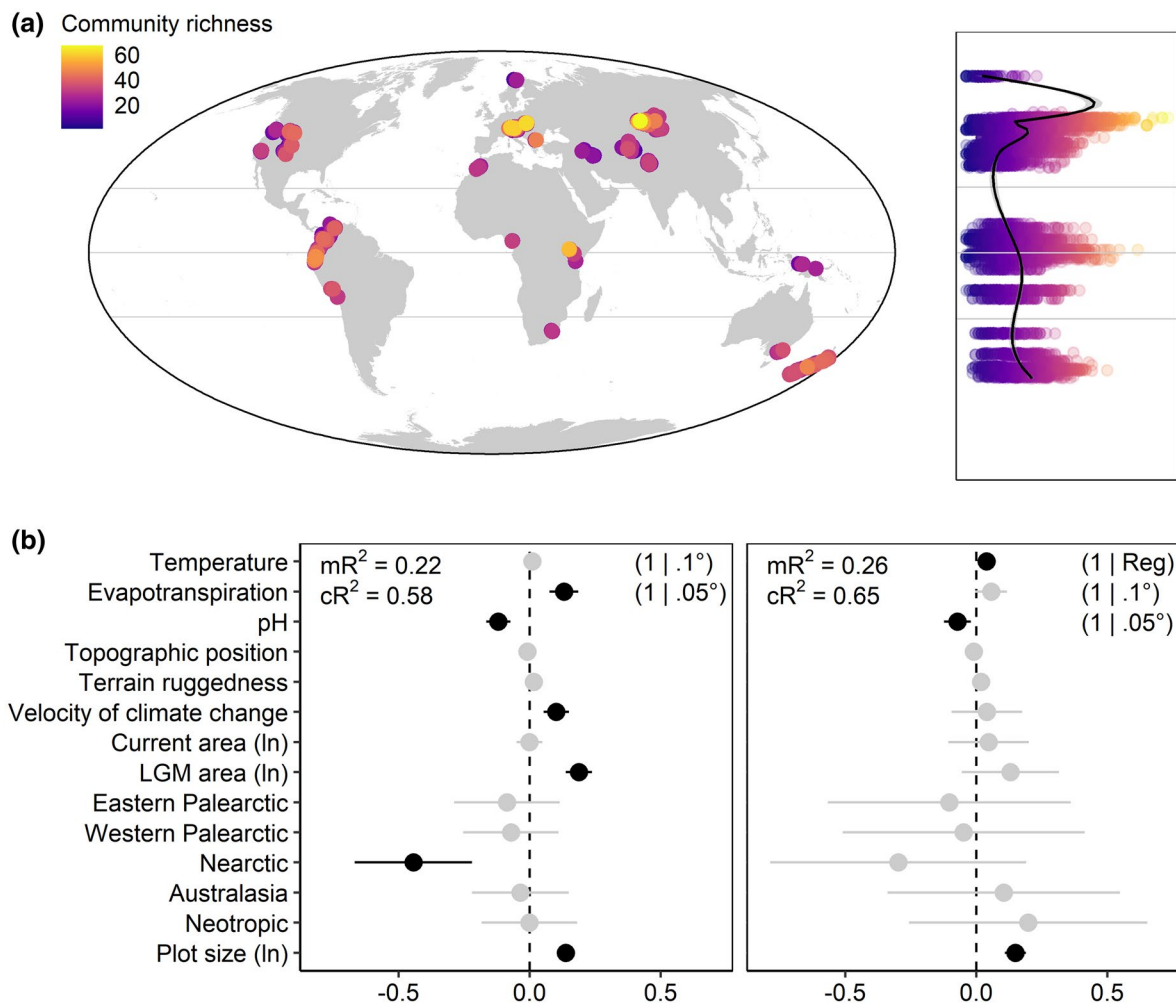 (a) Community richness
60
40
20
(b)
Temperature
Evapotranspiration
pH
Topographic position
Terrain ruggedness
Velocity of climate change
Current area (ln)
LGM area (ln)
Eastern Palearctic
Western Palearctic
Nearctic
Australasia
Neotropic
Plot size (ln)
mR² = 0.22
cR² = 0.58
(1 | .1°)
(1 | .05°)
-0.5 0.0 0.5
mR² = 0.26
cR² = 0.65
(1 | Reg)
(1 | .1°)
(1 | .05°)
-0.5 0.0 0.5